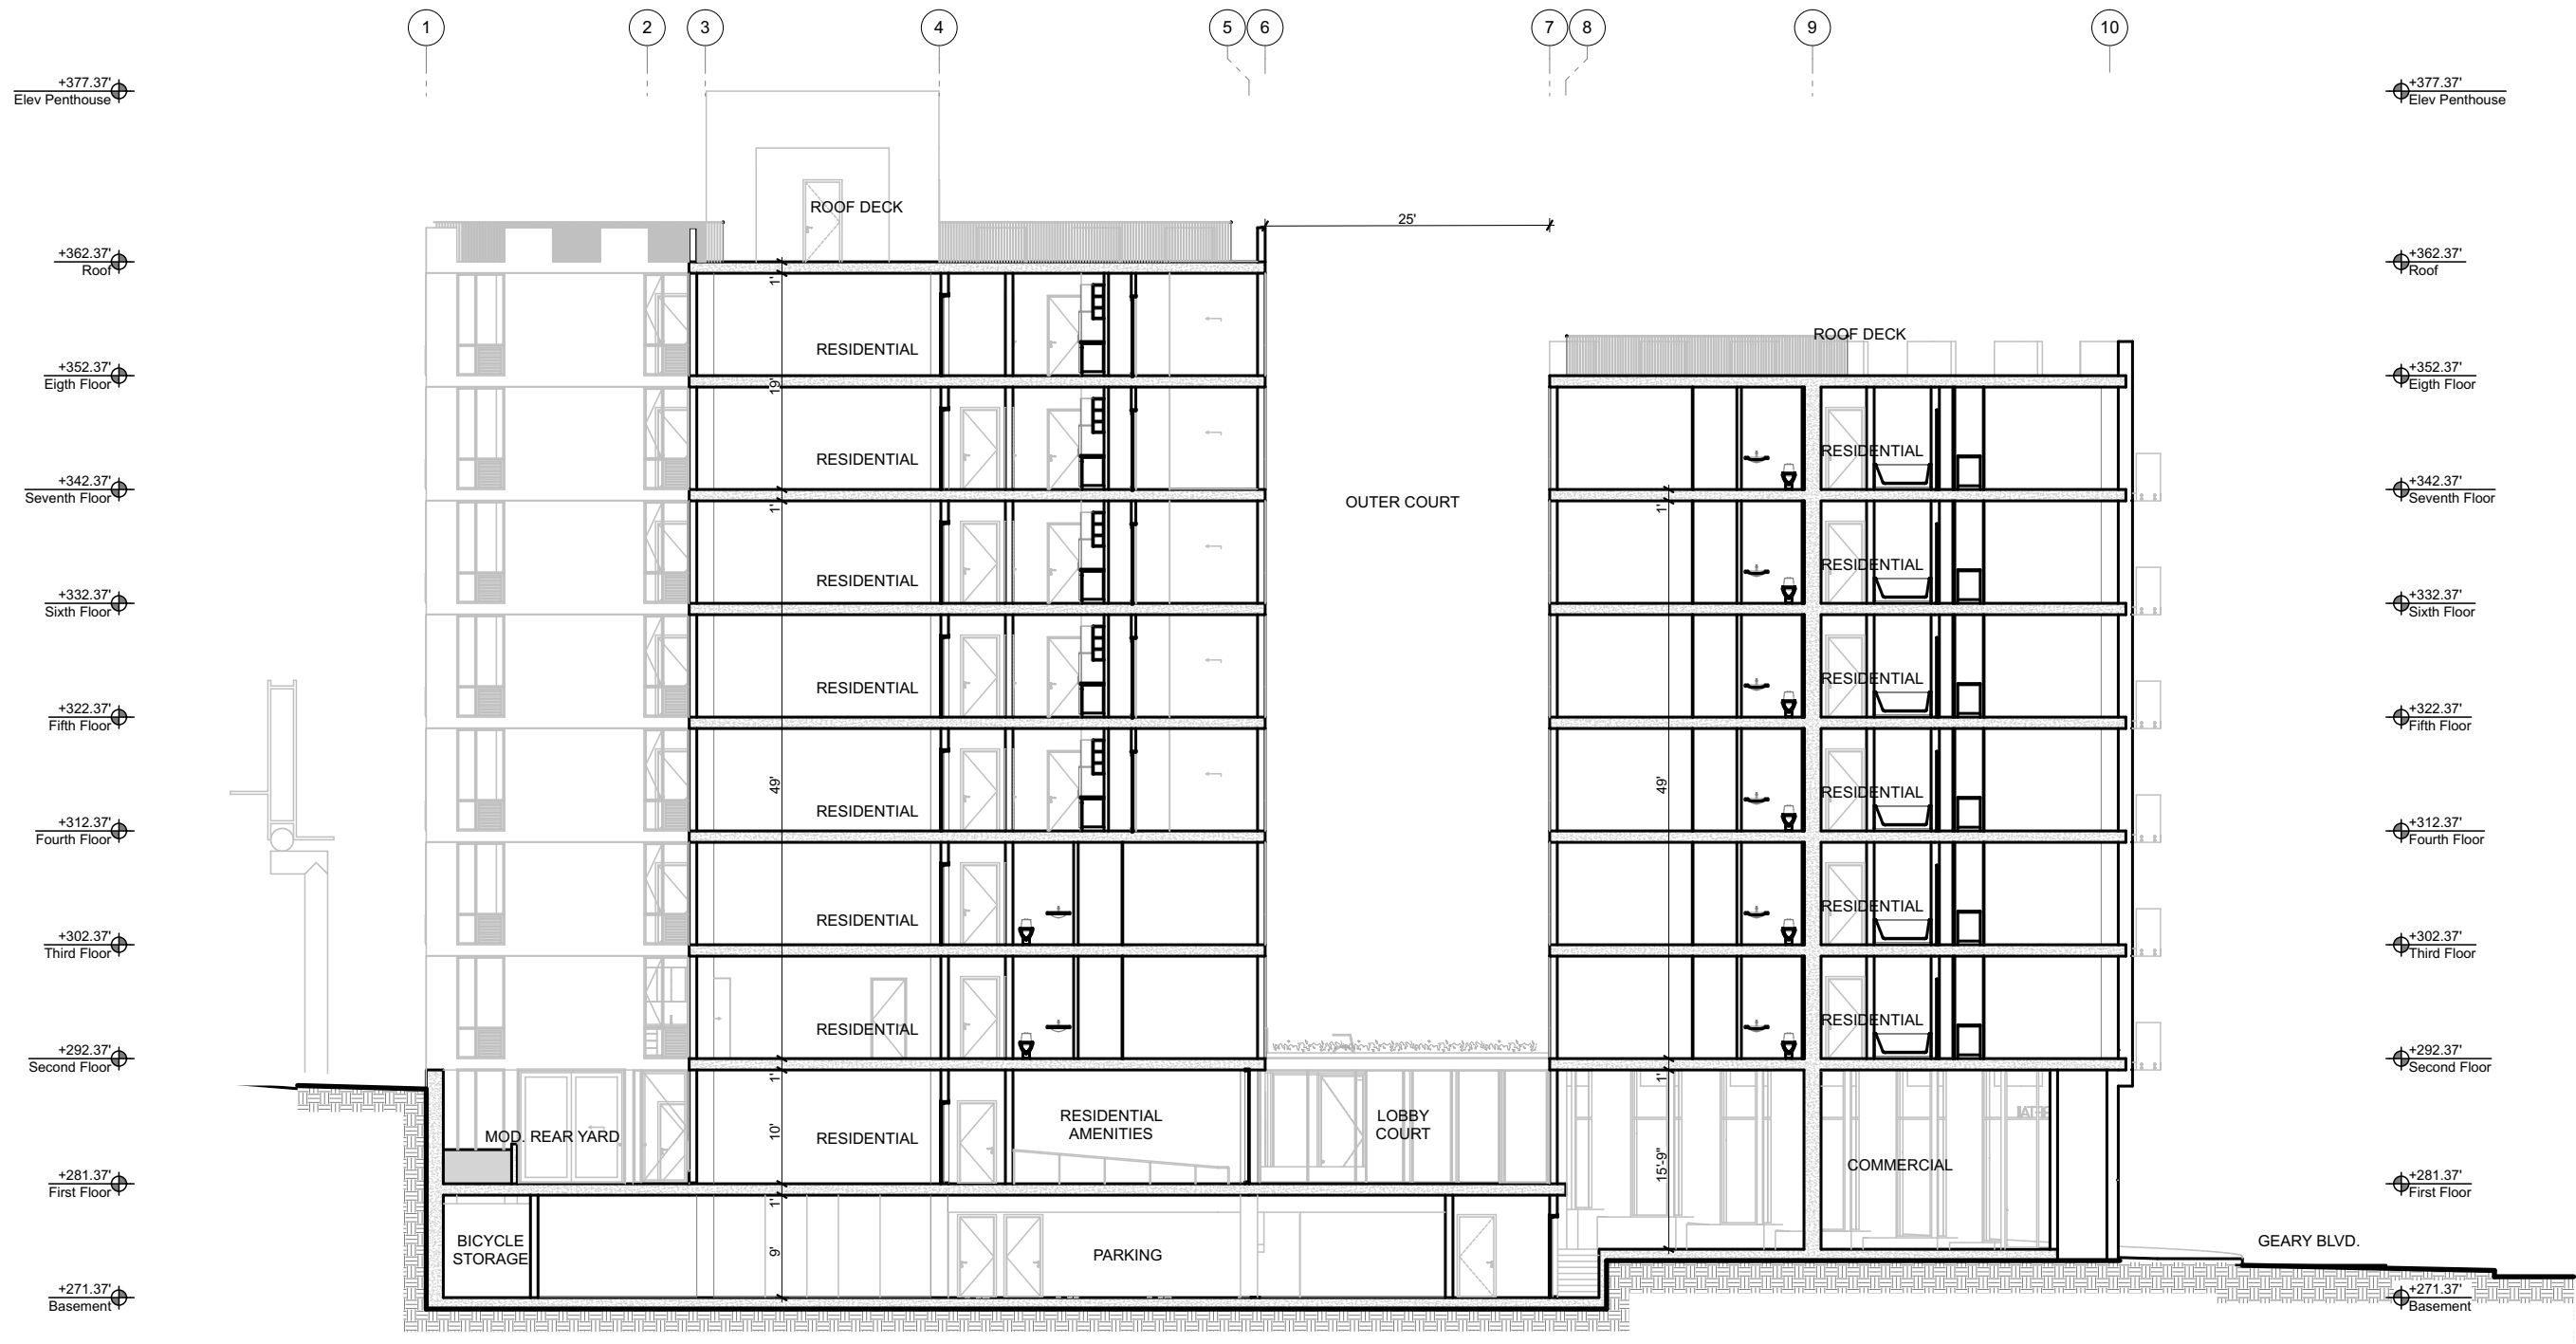 1 2 3 4 5 6 7 8 9 10
+377.37'
Elev Penthouse
+377.37'
Elev Penthouse
ROOF DECK
25'
+362.37'
Roof
1'
+362.37'
Roof
ROOF DECK
RESIDENTIAL
+352.37'
Eigth Floor
19'
+352.37'
Eigth Floor
RESIDENTIAL
RESIDENTIAL
+342.37'
Seventh Floor
1'
OUTER COURT
1'
+342.37'
Seventh Floor
RESIDENTIAL
RESIDENTIAL
+332.37'
Sixth Floor
+332.37'
Sixth Floor
RESIDENTIAL
RESIDENTIAL
+322.37'
Fifth Floor
+322.37'
Fifth Floor
49'
49'
RESIDENTIAL
RESIDENTIAL
+312.37'
Fourth Floor
+312.37'
Fourth Floor
RESIDENTIAL
RESIDENTIAL
+302.37'
Third Floor
+302.37'
Third Floor
RESIDENTIAL
RESIDENTIAL
+292.37'
Second Floor
1'
1'
+292.37'
Second Floor
MOD. REAR YARD
10'
RESIDENTIAL
RESIDENTIAL
AMENITIES
LOBBY
COURT
15'-9"
COMMERCIAL
+281.37'
First Floor
1'
+281.37'
First Floor
BICYCLE
STORAGE
9'
PARKING
GEARY BLVD.
+271.37'
Basement
+271.37'
Basement